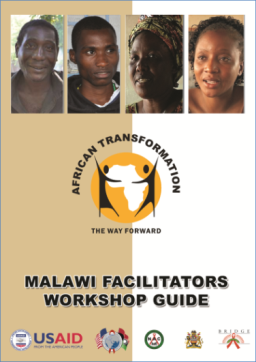 AFRICAN TRANSFORMATION
THE WAY FORWARD
MALAWI FACILITATORS
WORKSHOP GUIDE
USAID
FROM THE AMERICAN PEOPLE
BRIDGE